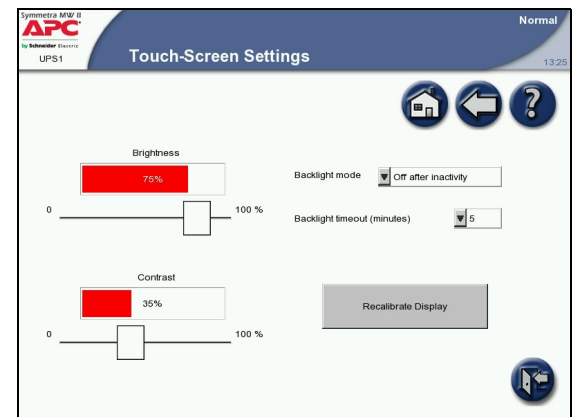 Symmetra MW II
APC
by Schneider Electric
UPS1
Touch-Screen Settings
Normal
13:25
?
Brightness
75%
0
100 %
Backlight mode
Off after inactivity
Backlight timeout (minutes)
5
Contrast
35%
0
100 %
Recalibrate Display